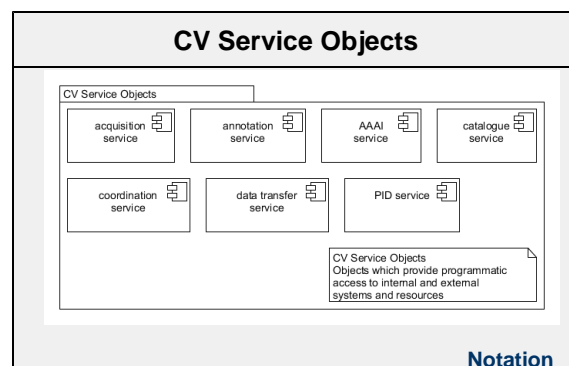 CV Service Objects
CV Service Objects
acquisition
service
annotation
service
AAAI
service
catalogue
service
coordination
service
data transfer
service
PID service
CV Service Objects
Objects which provide programmatic
access to internal and external
systems and resources
Notation